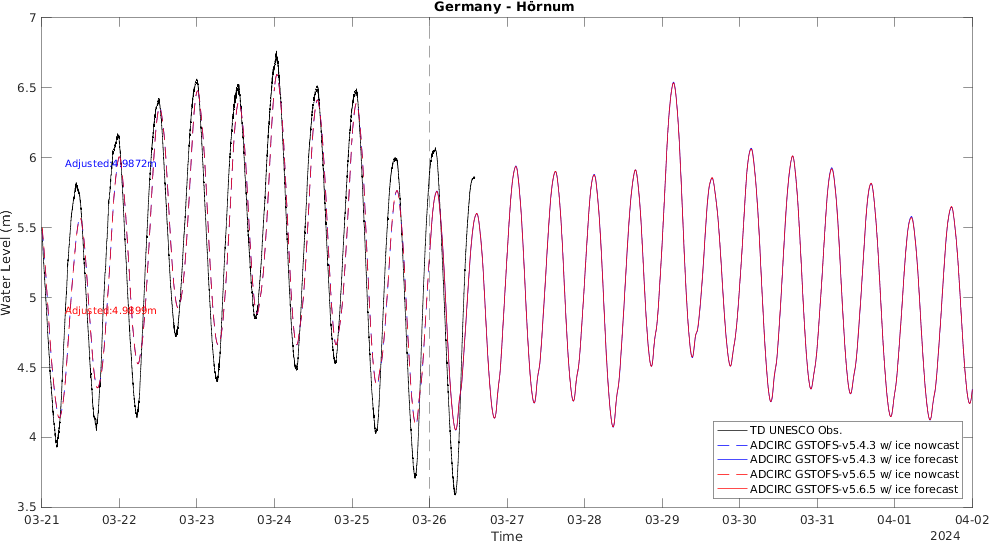 Germany - Hörnum
7
6.5
6
5.5
5
4.5
4
3.5
Water Level (m)
Adjusted:4.9872m
Adjusted:4.9899m
TD UNESCO Obs.
ADCIRC GSTOFS-v5.4.3 w/ ice nowcast
ADCIRC GSTOFS-v5.4.3 w/ ice forecast
ADCIRC GSTOFS-v5.6.5 w/ ice nowcast
ADCIRC GSTOFS-v5.6.5 w/ ice forecast
03-21 03-22 03-23 03-24 03-25 03-26 03-27 03-28 03-29 03-30 03-31 04-01 04-02
Time
2024